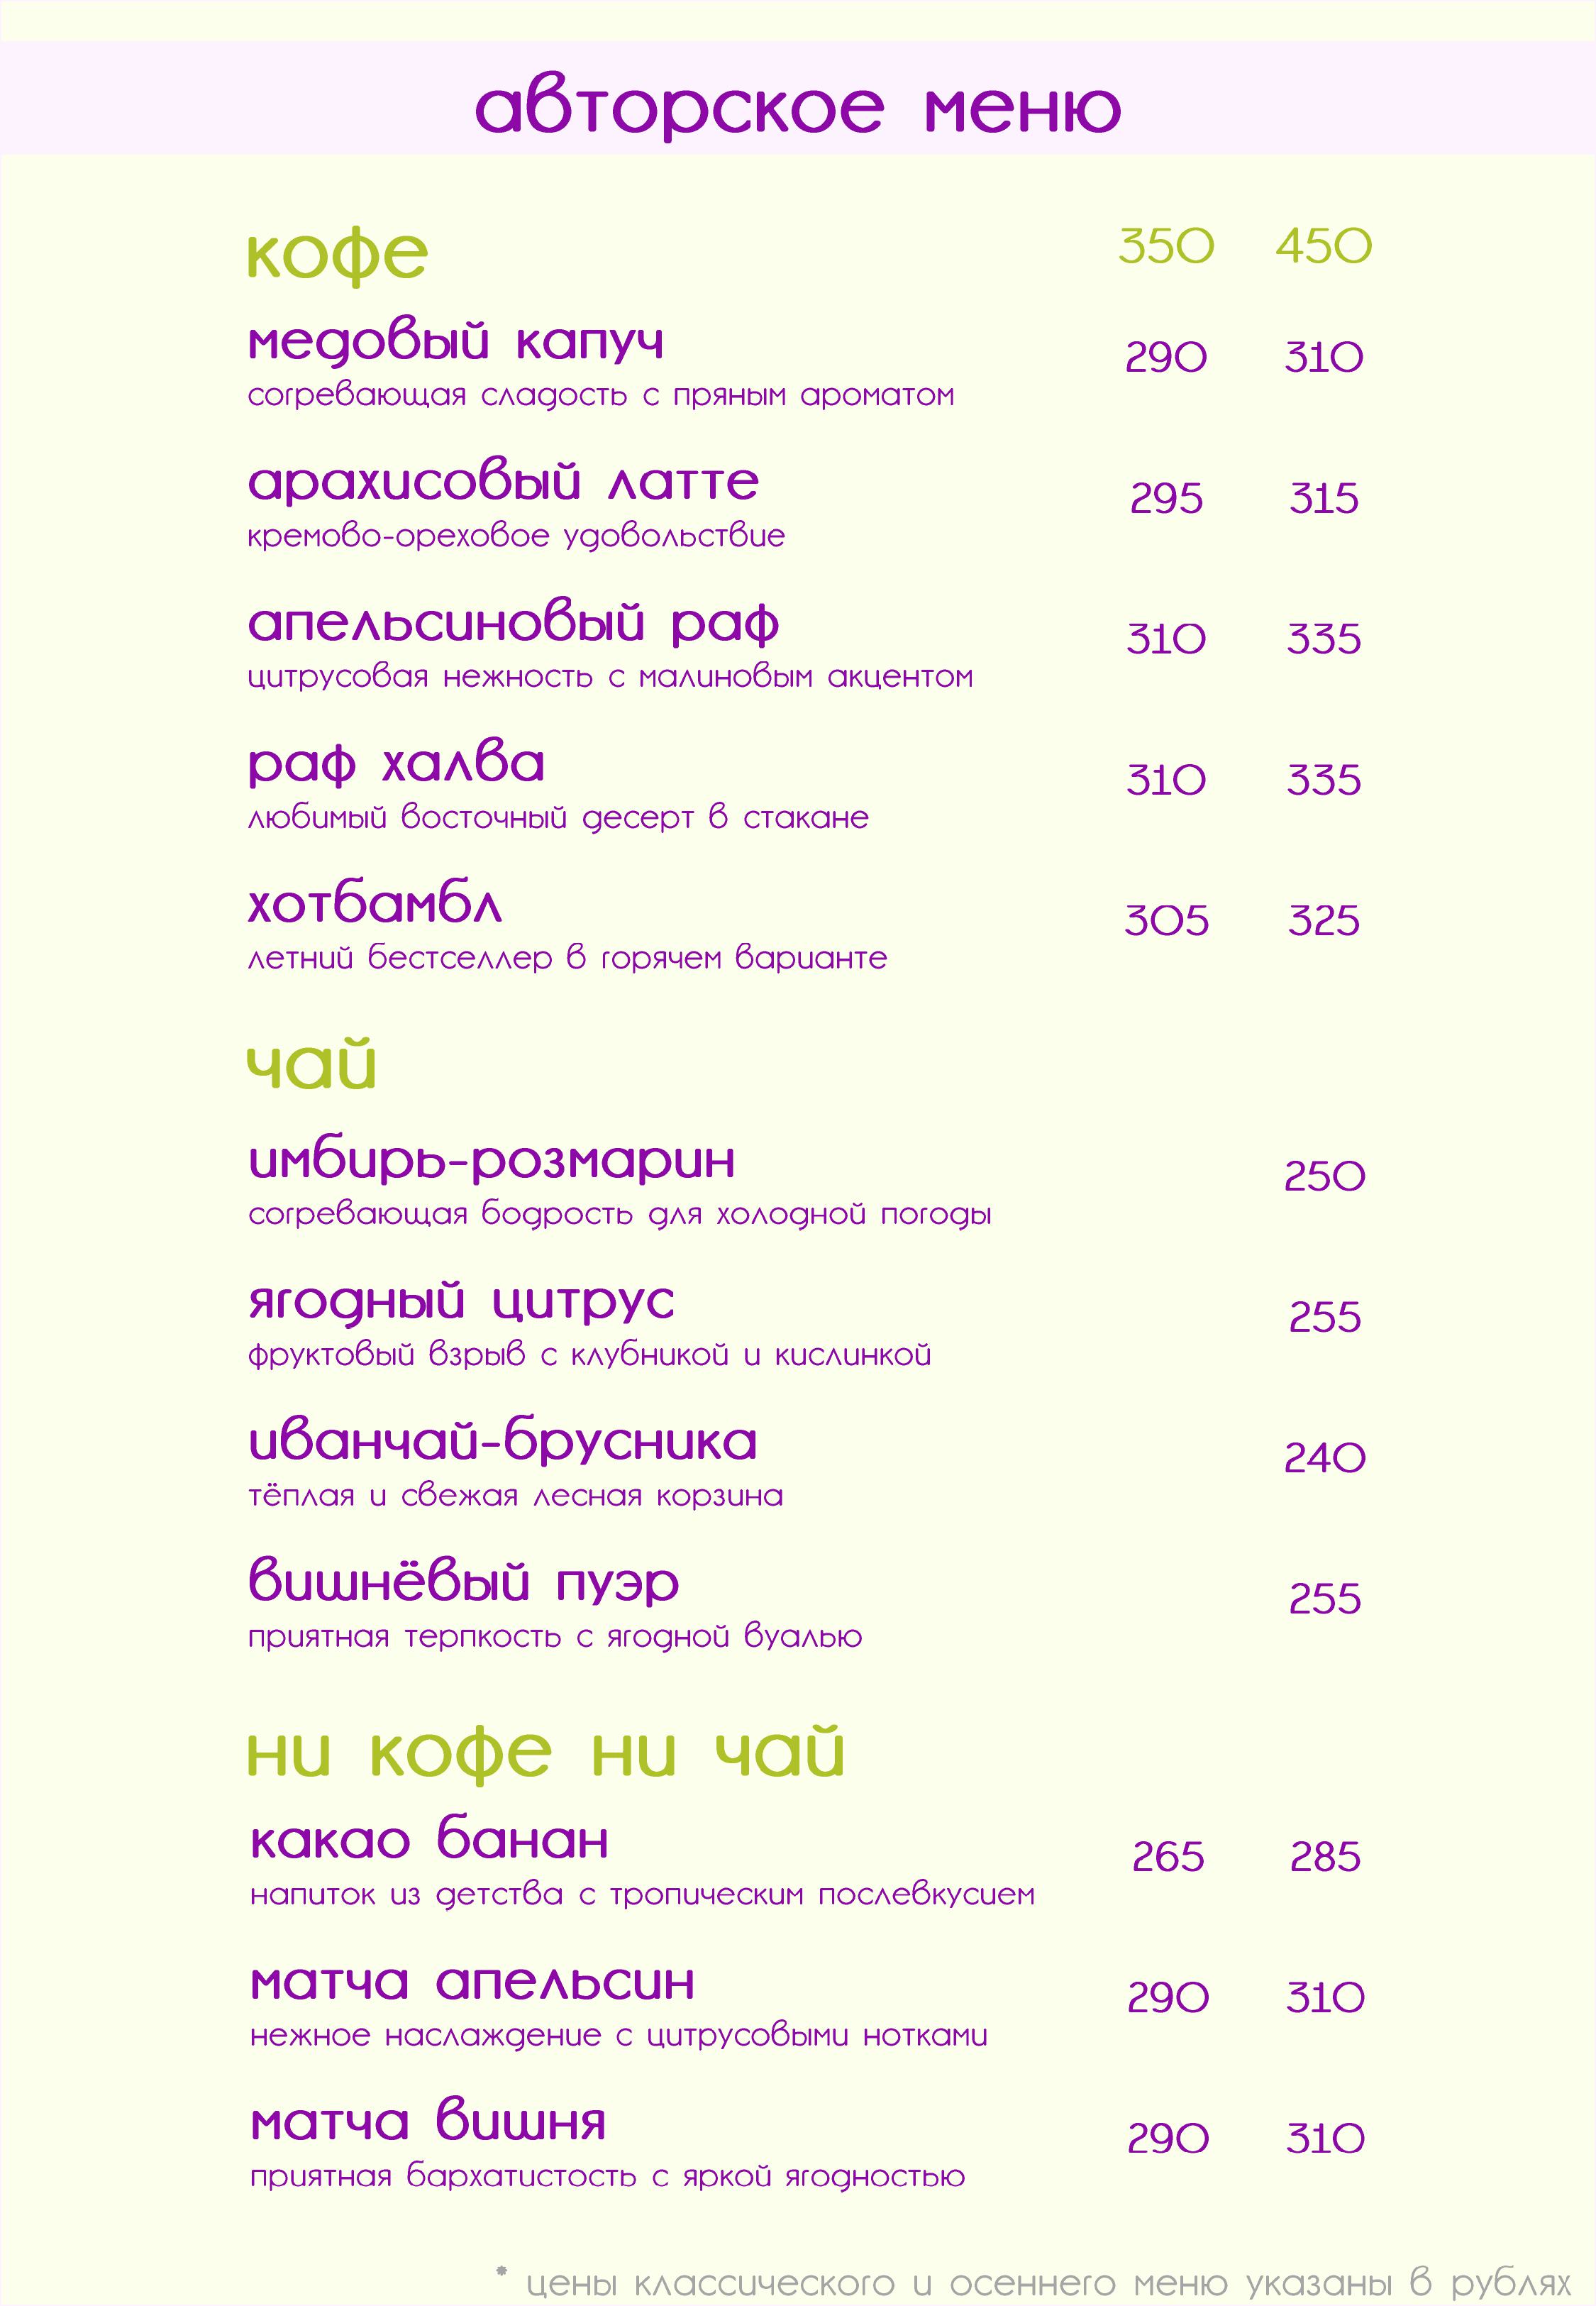 авторское меню
кофе 350 450
медовый капуч 290 310
согревающая сладость с пряным ароматом
арахисовый латте 295 315
кремово-ореховое удовольствие
апельсиновый раф 310 335
цитрусовая нежность с малиновым акцентом
раф халва 310 335
любимый восточный десерт в стакане
хотбамбл 305 325
летний бестселлер в горячем варианте
чай
имбирь-розмарин 250
согревающая бодрость для холодной погоды
ягодный цитрус 255
фруктовый взрыв с клубникой и кислинкой
иванчай-брусника 240
тёплая и свежая лесная корзина
вишнёвый пуэр 255
приятная терпкость с ягодной вуалью
ни кофе ни чай
какао банан 265 285
напиток из детства с тропическим послевкусием
матча апельсин 290 310
нежное наслаждение с цитрусовыми нотками
матча вишня 290 310
приятная бархатистость с яркой ягодностью
* цены классического и осеннего меню указаны в рублях